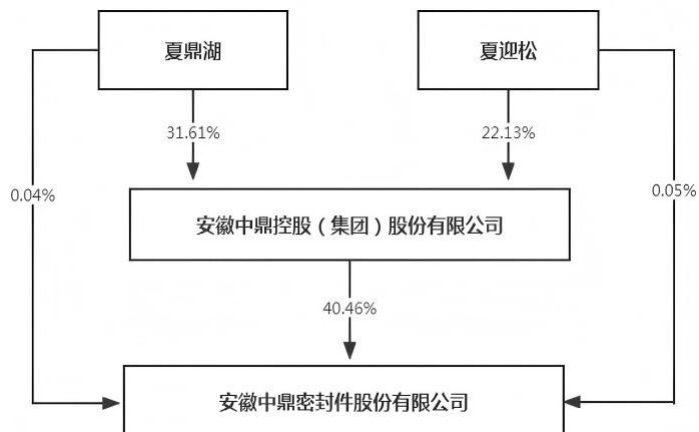 夏鼎湖
夏迎松
31.61%
22.13%
0.04%
0.05%
安徽中鼎控股（集团）股份有限公司
40.46%
安徽中鼎密封件股份有限公司